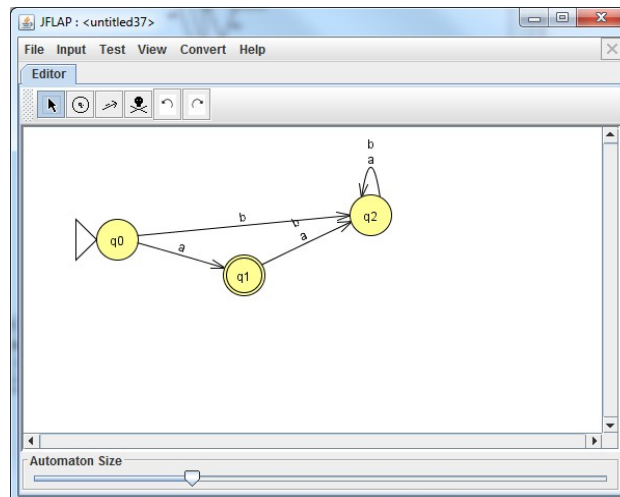 JFLAP : <untitled37>
File Input Test View Convert Help
Editor
b
a
b
b
a
a
q0
q1
q2
Automaton Size